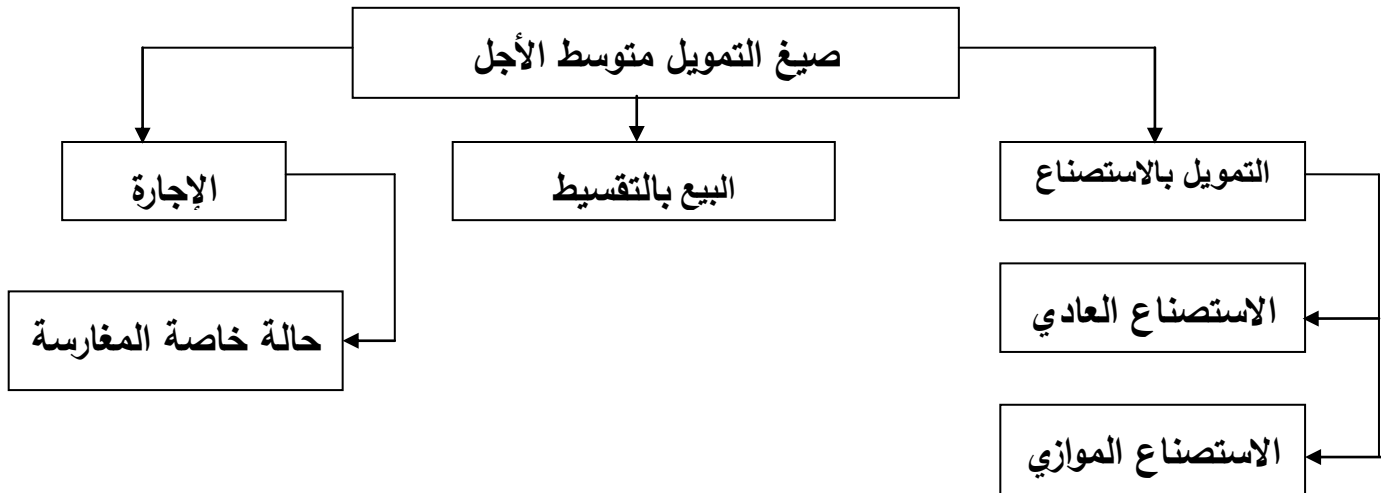 صيغ التمويل متوسط الأجل
التمويل بالاستصناع
البيع بالتقسيط
الإجارة
الاستصناع العادي
حالة خاصة المغارسة
الاستصناع الموازي